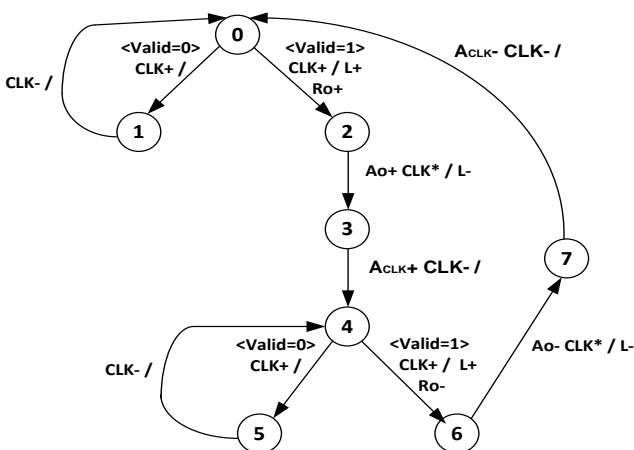 0
<Valid=0>
CLK+ /
<Valid=1>
CLK+ / L+
Ro+
ACLK- CLK- /
CLK- /
1
2
Ao+ CLK* / L-
3
ACLK+ CLK- /
7
4
<Valid=0>
CLK+ /
<Valid=1>
CLK+ / L+
Ro-
Ao- CLK* / L-
CLK- /
5
6